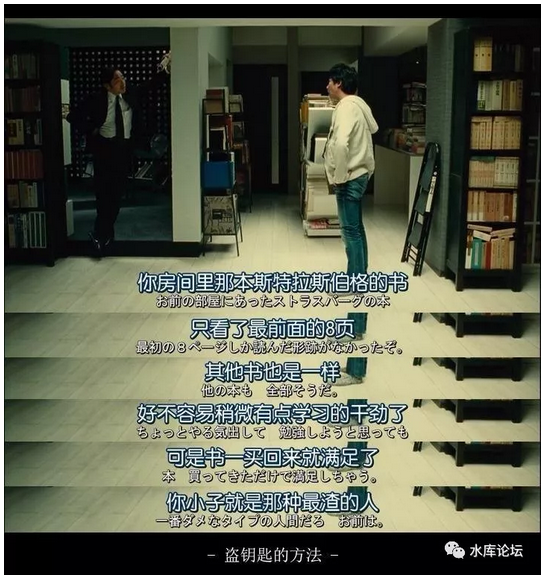 你房间里那本斯特拉斯伯格的书
お前の部屋にあったストラスバーグの本
只看了最前面的8页
最初の８ページしか読んだ形跡がなかったぞ。
其他书也是一样
他の本も　全部そうだ。
好不容易稍微有点学习的干劲了
ちょっとやる気出して　勉強しようと思っても
可是书一买回来就满足了
本　買ってきただけで満足しちゃう。
你小子就是那种最渣的人
一番ダメなタイプの人間だろ　お前は。
- 盗钥匙的方法 -
水库论坛